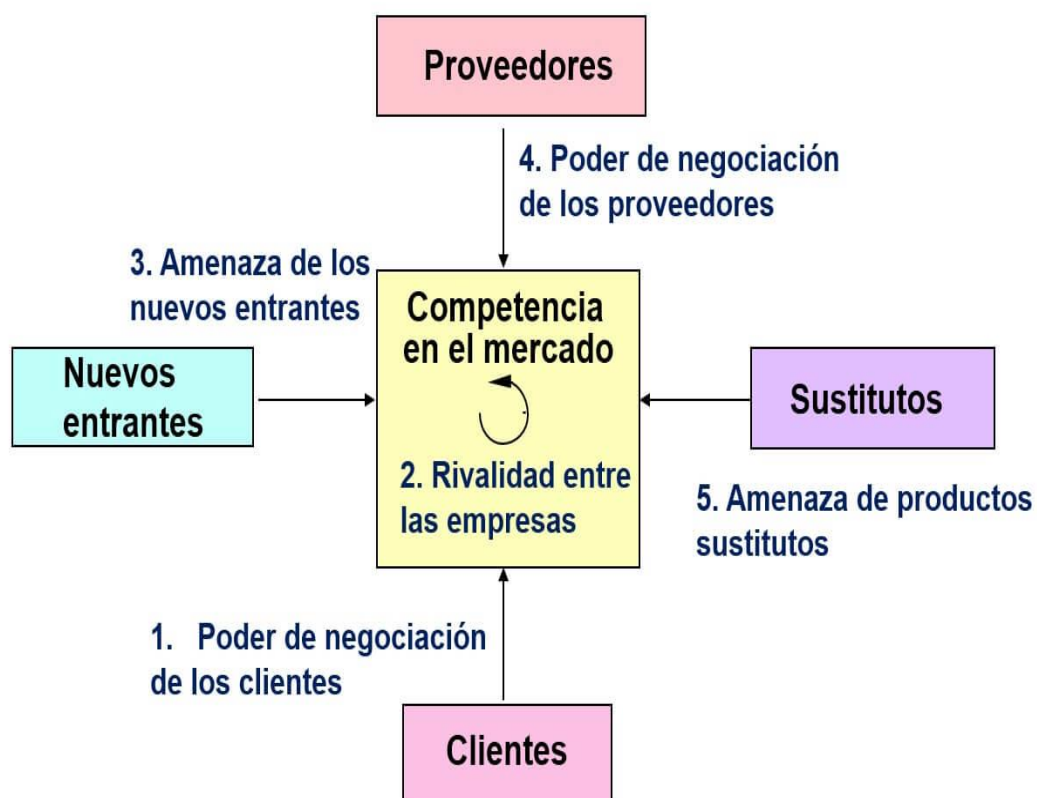 Proveedores
4. Poder de negociación
de los proveedores
3. Amenaza de los
nuevos entrantes
Competencia
en el mercado
Nuevos
entrantes
Sustitutos
2. Rivalidad entre
las empresas
5. Amenaza de productos
sustitutos
1. Poder de negociación
de los clientes
Clientes